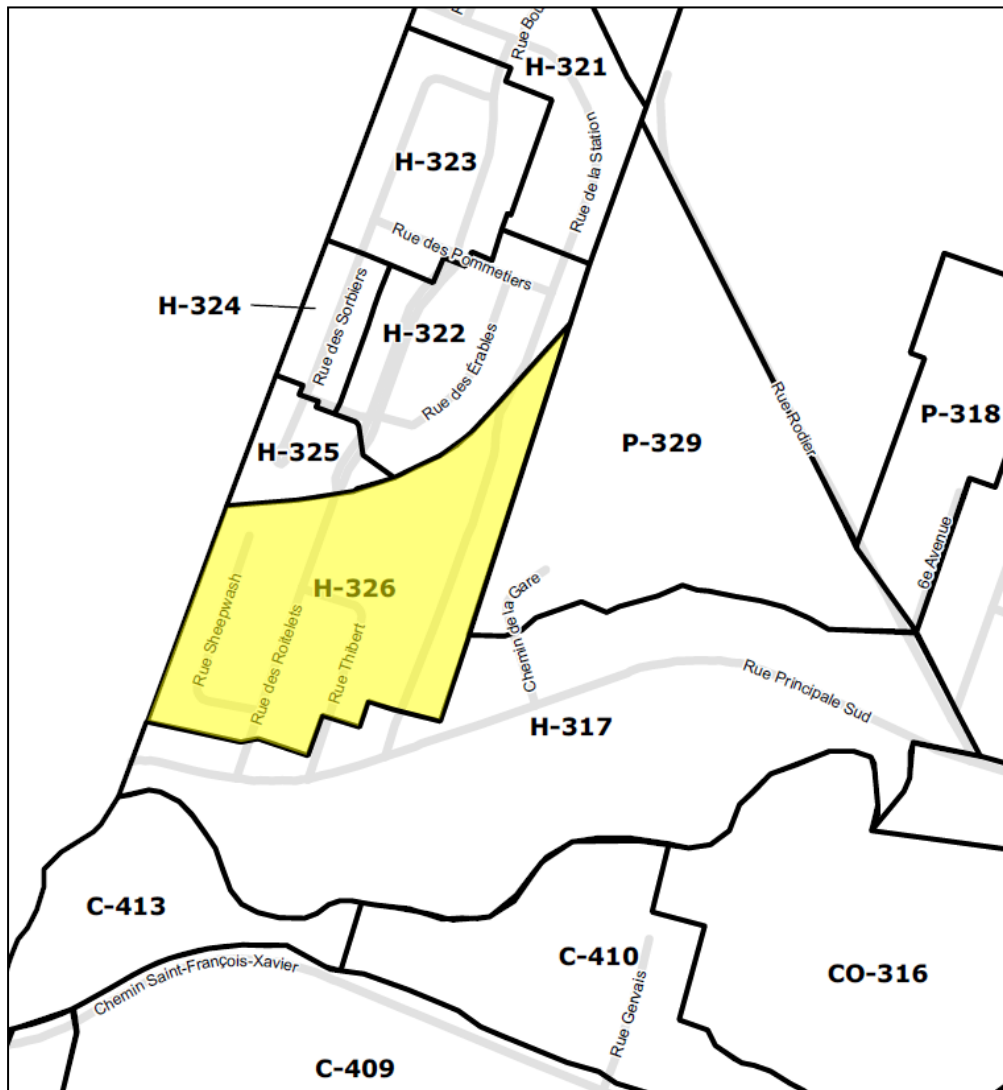 Rue Bou
H-321
H-323
Rue de la Station
Rue des Pommetiers
H-324
Rue des Sorbiers
H-322
Rue des Érables
Rue Rodier
P-318
H-325
P-329
6e Avenue
H-326
Rue Sheepwash
Rue des Roitelets
Rue Thibert
Chemin de la Gare
Rue Principale Sud
H-317
C-413
C-410
CO-316
Chemin Saint-François-Xavier
Rue Gervais
C-409